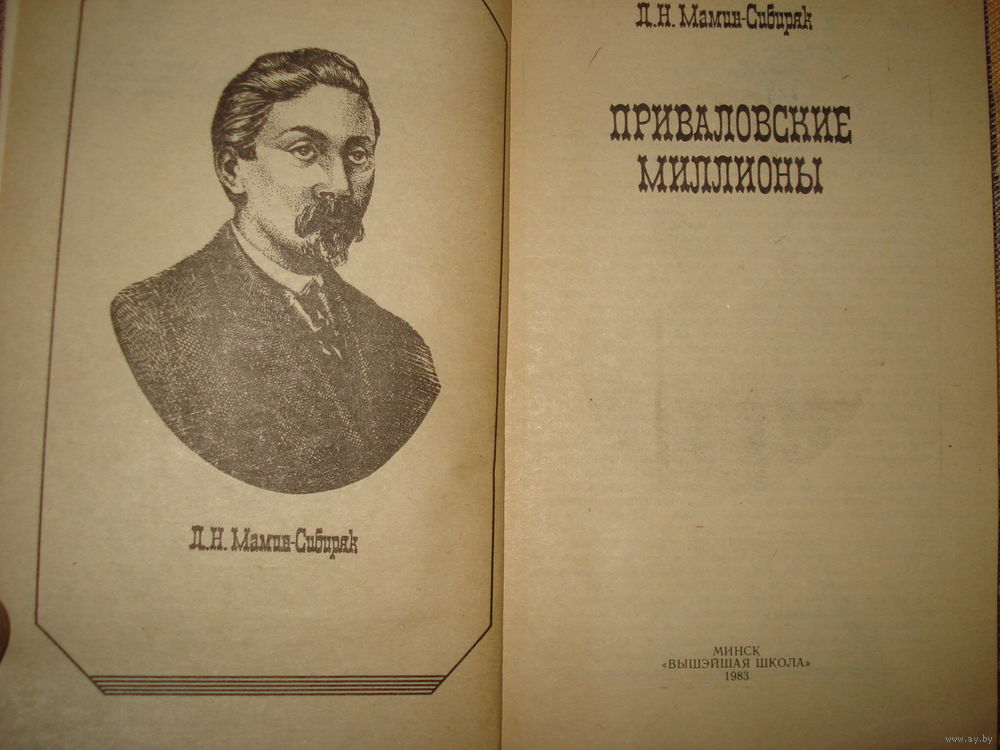 Д.Н. Мамин-Сибиряк
Д.Н. Мамин-Сибиряк
ПРИВАЛОВСКИЕ
МИЛЛИОНЫ
МИНСК
«ВЫШЭЙШАЯ ШКОЛА»
1983
www.ay.by